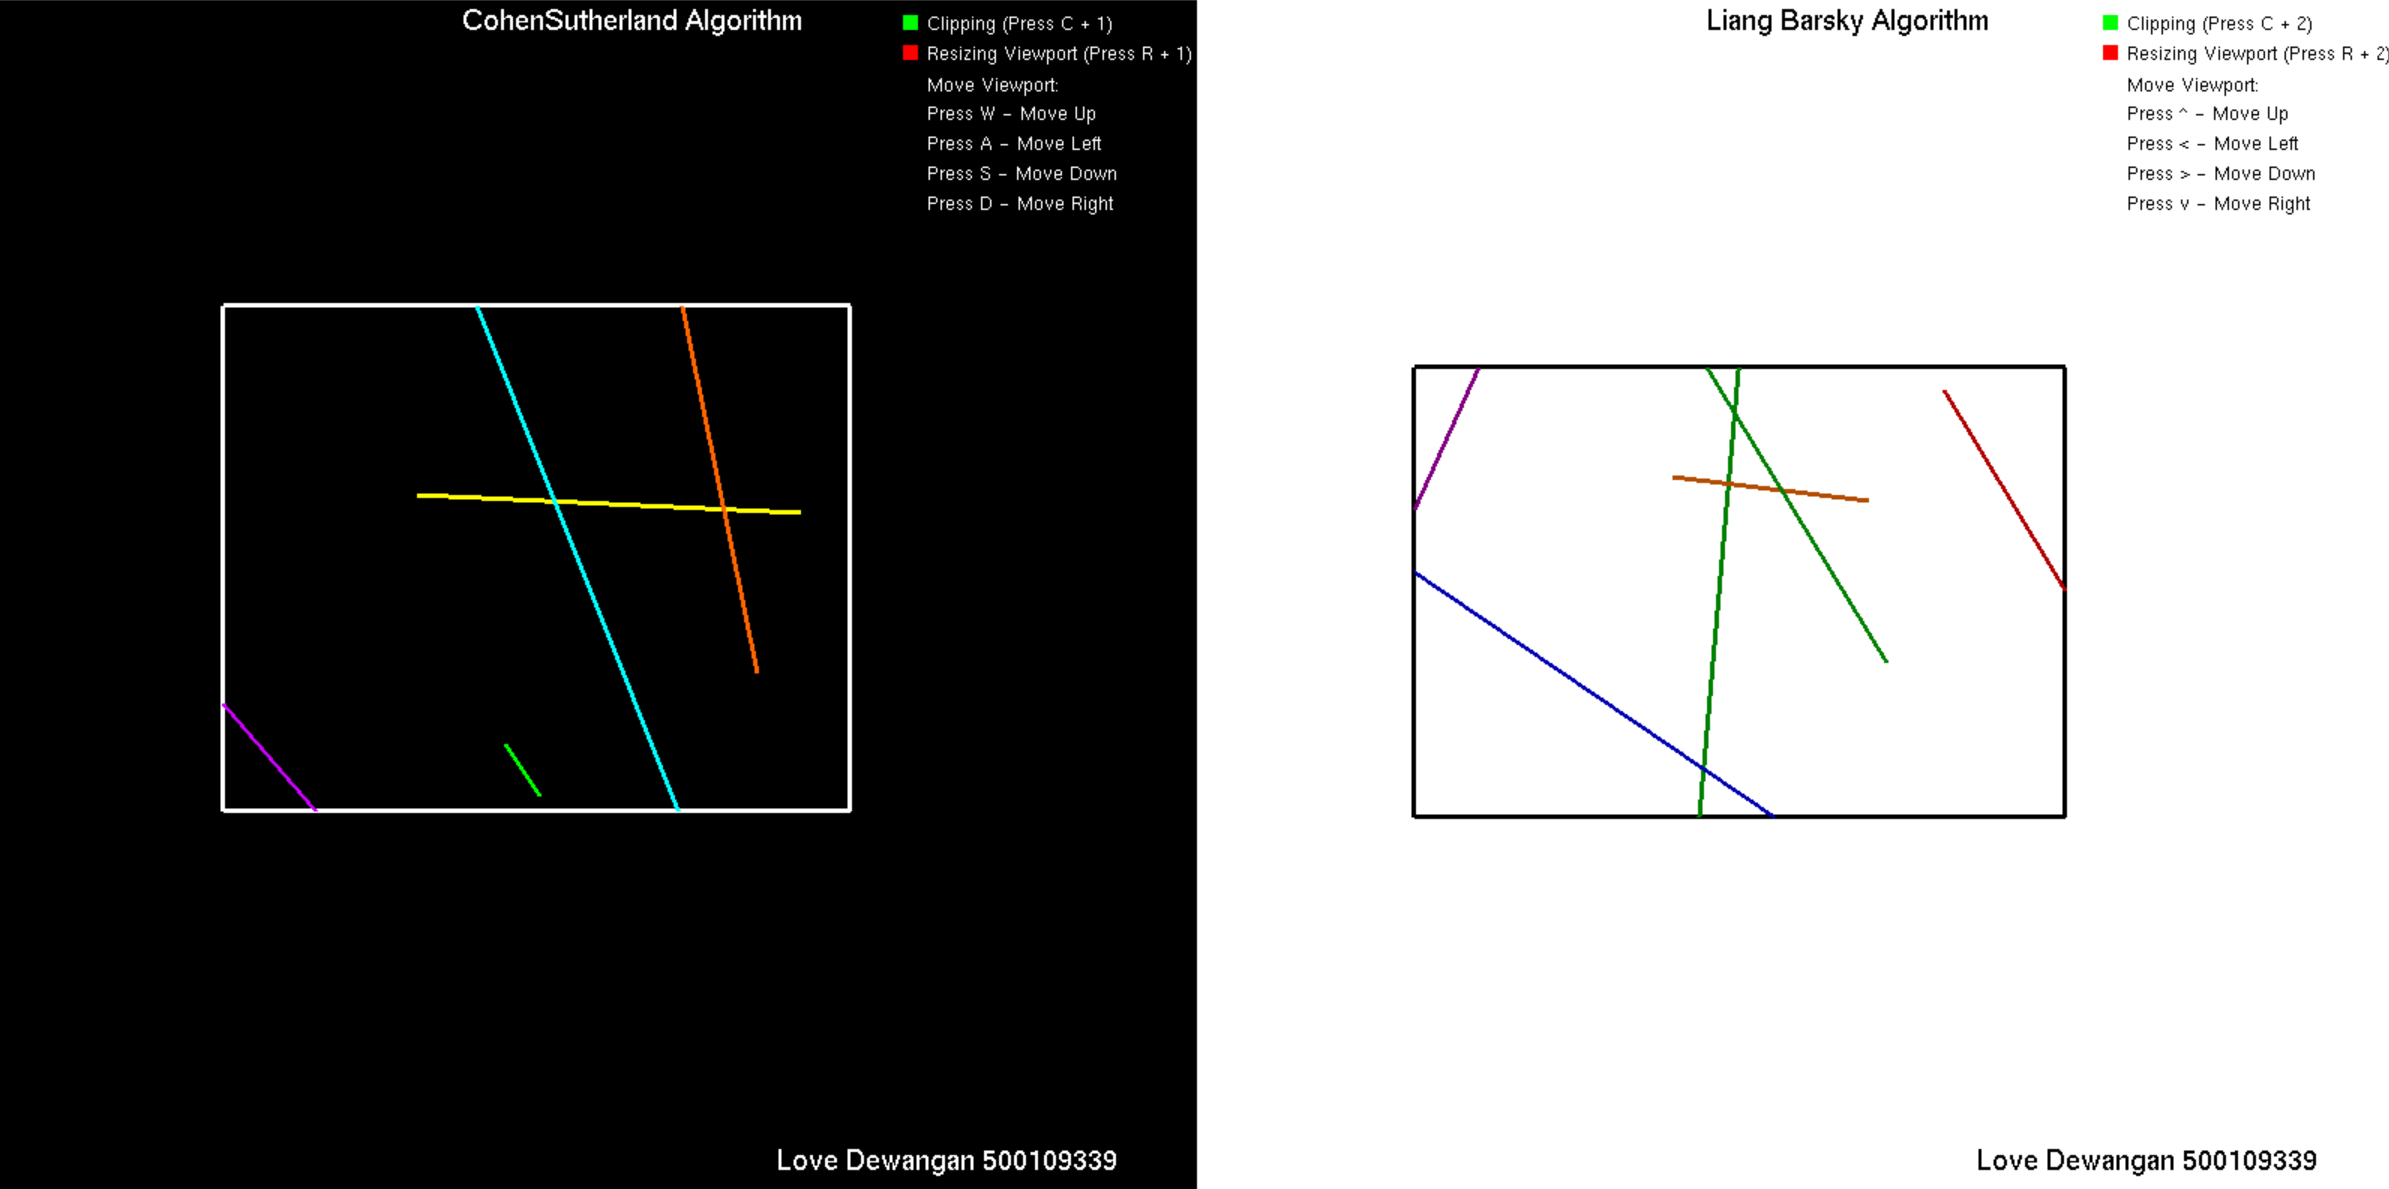 CohenSutherland Algorithm
Clipping (Press C + 1)
Resizing Viewport (Press R + 1)
Move Viewport:
Press W – Move Up
Press A – Move Left
Press S – Move Down
Press D – Move Right
Love Dewangan 500109339
Liang Barsky Algorithm
Clipping (Press C + 2)
Resizing Viewport (Press R + 2)
Move Viewport:
Press ^ – Move Up
Press < – Move Left
Press > – Move Down
Press v – Move Right
Love Dewangan 500109339